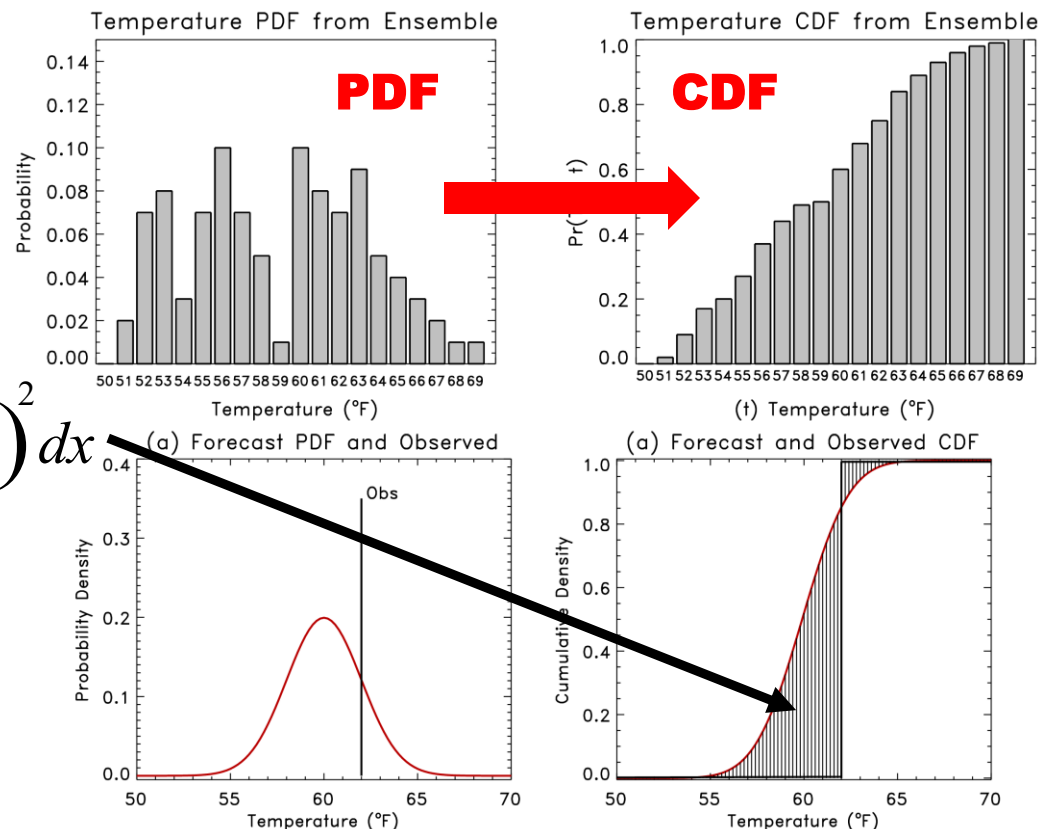 Temperature PDF from Ensemble
PDF
0.14
0.12
0.10
0.08
0.06
0.04
0.02
0.00
Probability
50 51 52 53 54 55 56 57 58 59 60 61 62 63 64 65 66 67 68 69
Temperature (°F)
Temperature CDF from Ensemble
CDF
1.0
0.8
0.6
0.4
0.2
0.0
Pr( t)
50 51 52 53 54 55 56 57 58 59 60 61 62 63 64 65 66 67 68 69
(t) Temperature (°F)
)² dx
(a) Forecast PDF and Observed
Obs
0.4
0.3
0.2
0.1
0.0
Probability Density
50 55 60 65 70
Temperature (°F)
(a) Forecast and Observed CDF
1.0
0.8
0.6
0.4
0.2
0.0
Cumulative Density
50 55 60 65 70
Temperature (°F)